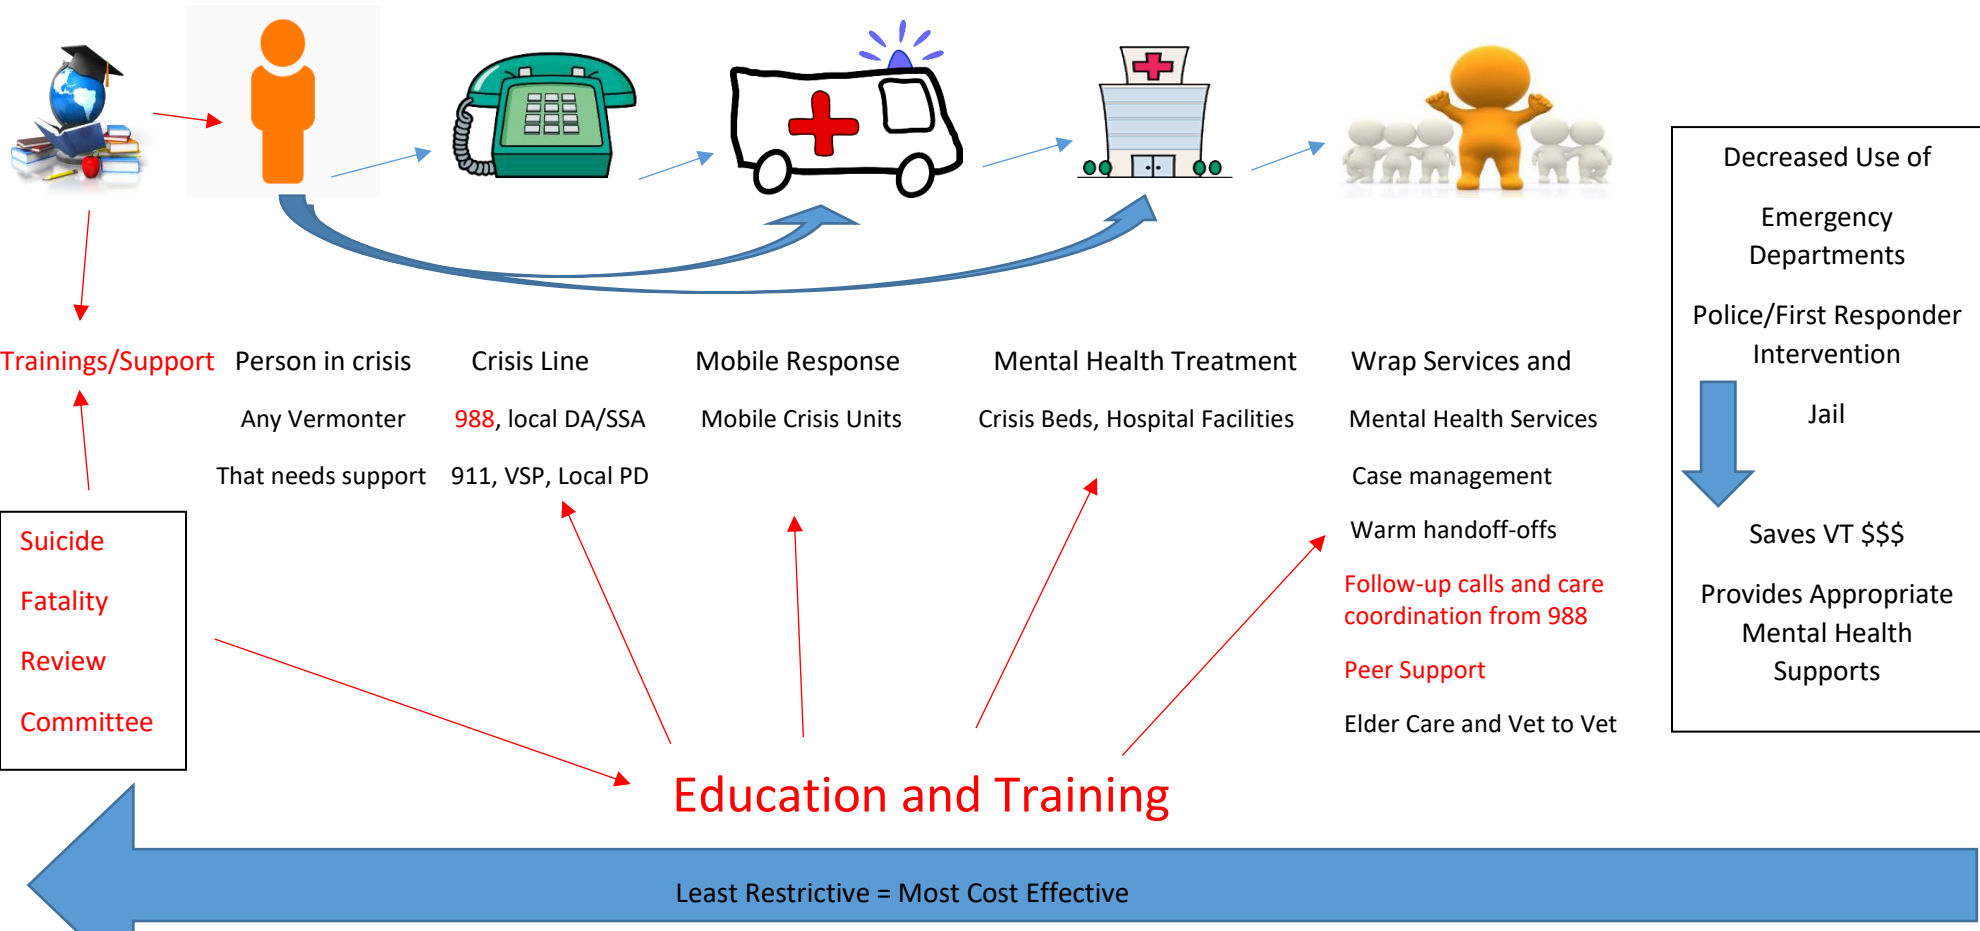 Trainings/Support
Person in crisis
Any Vermonter
That needs support
Crisis Line
988, local DA/SSA
911, VSP, Local PD
Mobile Response
Mobile Crisis Units
Mental Health Treatment
Crisis Beds, Hospital Facilities
Wrap Services and
Mental Health Services
Case management
Warm handoff-offs
Follow-up calls and care
coordination from 988
Peer Support
Elder Care and Vet to Vet
Decreased Use of
Emergency
Departments
Police/First Responder
Intervention
Jail
Saves VT $$$
Provides Appropriate
Mental Health
Supports
Suicide
Fatality
Review
Committee
Education and Training
Least Restrictive = Most Cost Effective